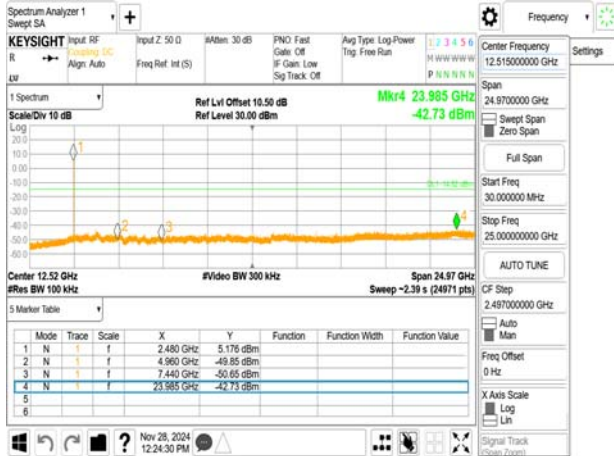 Spectrum Analyzer 1
Swept SA
+
Frequency
KEYSIGHT Input: RF
R
Coupling: DC
Align: Auto
Input Z: 50 Ω
Freq Ref: Int (S)
#Atten: 30 dB
PNO: Fast
Gate: Off
IF Gain: Low
Sig Track: Off
Avg Type: Log-Power
Trig: Free Run
1 2 3 4 5 6
M W W W W W
P N N N N N
1 Spectrum
Scale/Div 10 dB
Log
Ref Lvl Offset 10.50 dB
Ref Level 30.00 dBm
Mkr4 23.985 GHz
-42.73 dBm
20.0
10.0
0.00
-10.0
-20.0
-30.0
-40.0
-50.0
-60.0
1
2
3
4
Center 12.52 GHz
#Res BW 100 kHz
#Video BW 300 kHz
Span 24.97 GHz
Sweep ~2.39 s (24971 pts)
5 Marker Table
Mode Trace Scale X Y Function Function Width Function Value
1 N 1 f 2.480 GHz 5.176 dBm
2 N 1 f 4.960 GHz -49.85 dBm
3 N 1 f 7.440 GHz -50.65 dBm
4 N 1 f 23.985 GHz -42.73 dBm
5
6
Nov 28, 2024
12:24:30 PM
Settings
Center Frequency
12.515000000 GHz
Span
24.9700000 GHz
Swept Span
Zero Span
Full Span
Start Freq
30.000000 MHz
Stop Freq
25.000000000 GHz
AUTO TUNE
CF Step
2.497000000 GHz
Auto
Man
Freq Offset
0 Hz
X Axis Scale
Log
Lin
Signal Track
(Span Zoom)